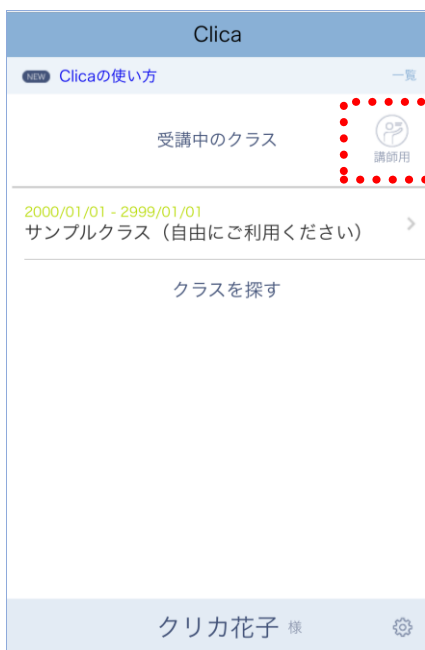 Clica
NEW Clicaの使い方 一覧
受講中のクラス
講師用
2000/01/01 - 2999/01/01
サンプルクラス（自由にご利用ください）
クラスを探す
クリカ花子 様